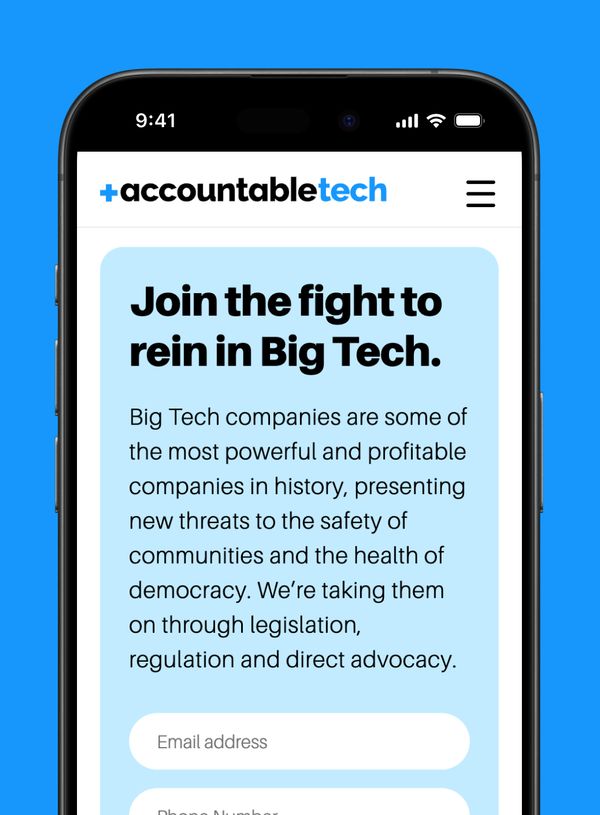 9:41
+accountabletech
Join the fight to
rein in Big Tech.
Big Tech companies are some of
the most powerful and profitable
companies in history, presenting
new threats to the safety of
communities and the health of
democracy. We’re taking them
on through legislation,
regulation and direct advocacy.
Email address
Phone Number